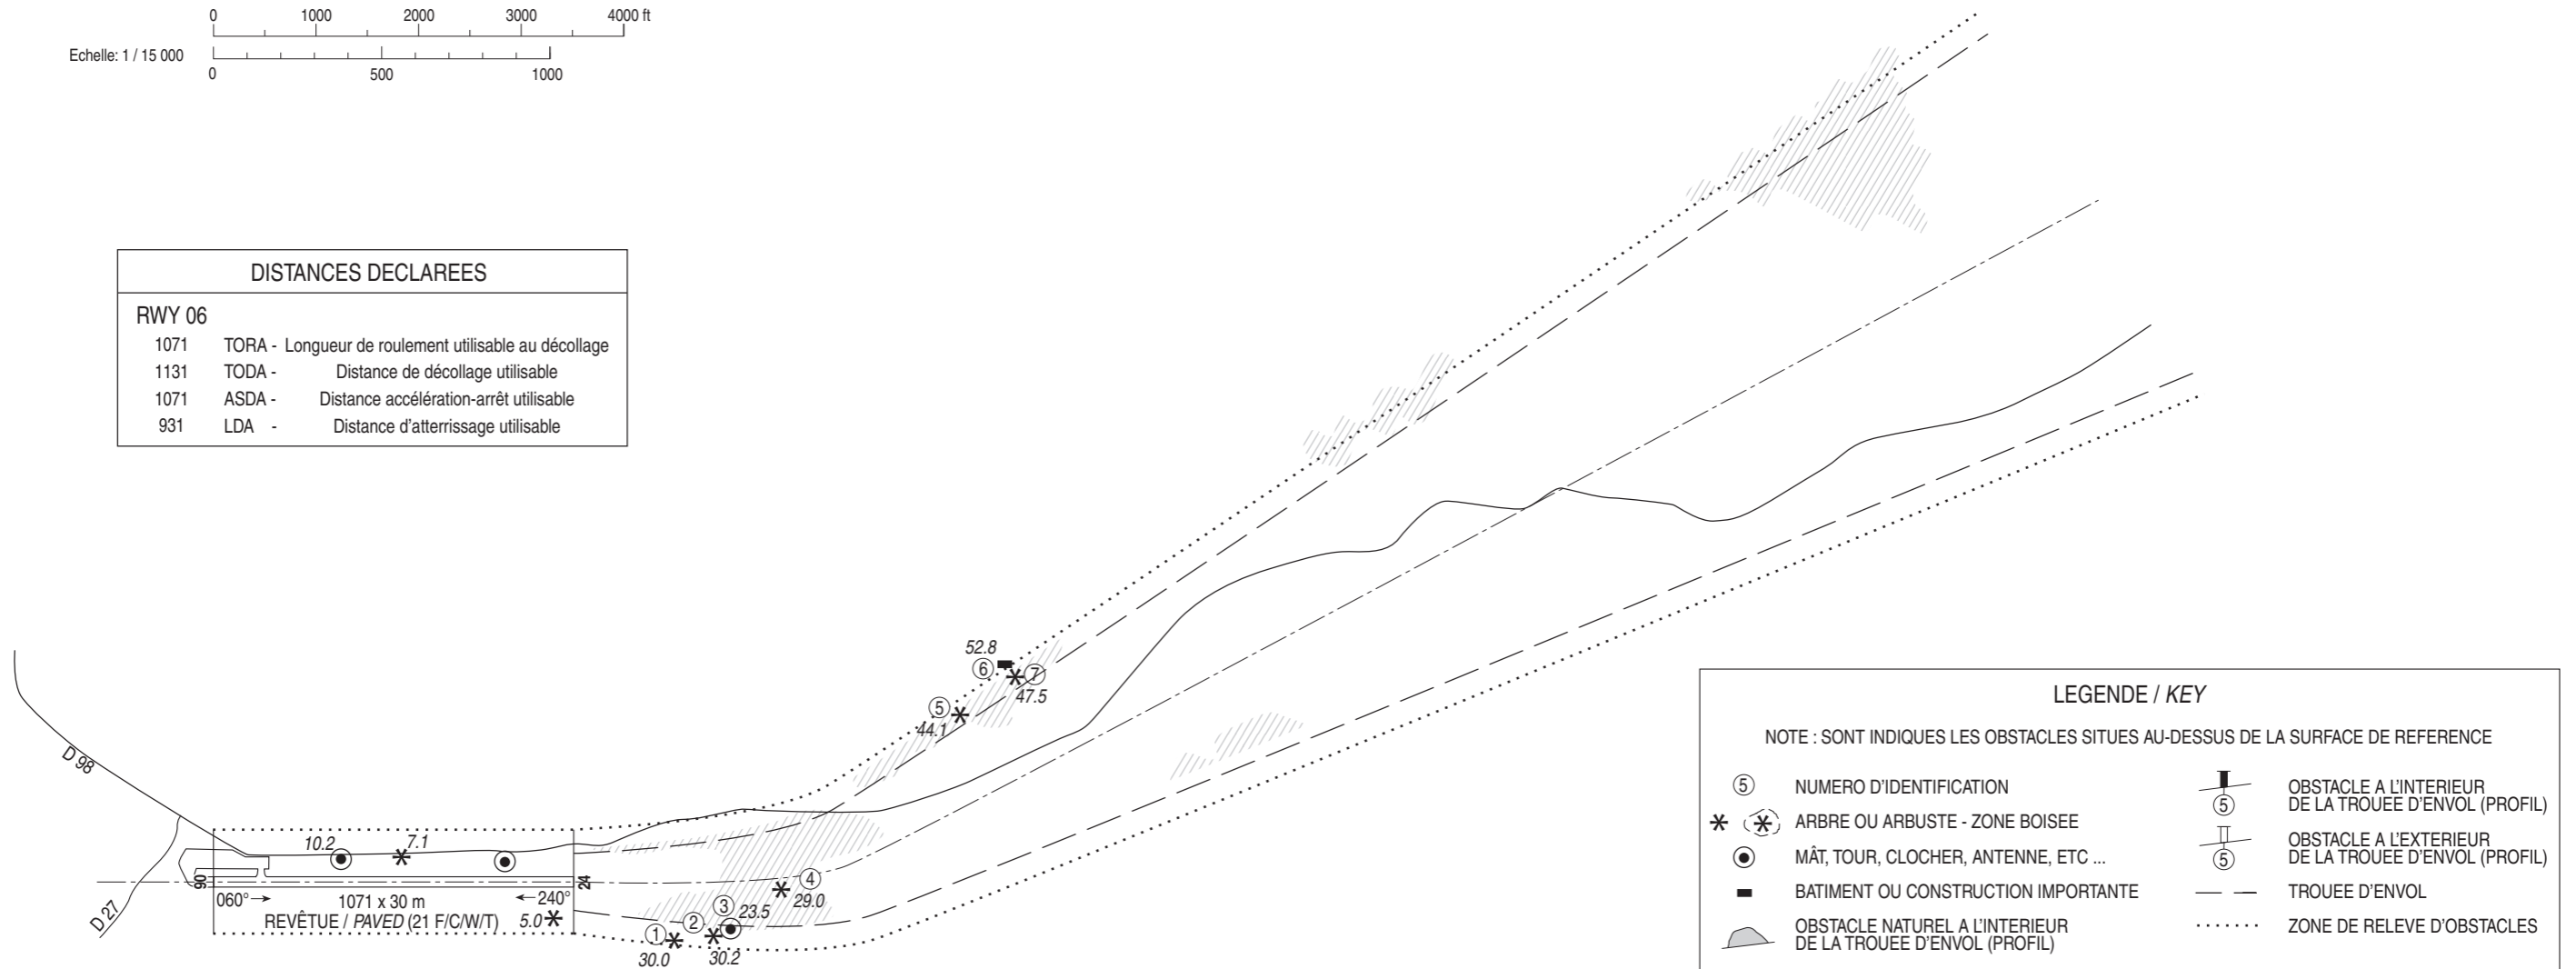 0 1000 2000 3000 4000 ft
Echelle: 1 / 15 000
0 500 1000
DISTANCES DECLAREES
RWY 06
1071 TORA - Longueur de roulement utilisable au décollage
1131 TODA - Distance de décollage utilisable
1071 ASDA - Distance accélération-arrêt utilisable
931 LDA - Distance d'atterrissage utilisable
52.8
6
7
47.5
5
44.1
D 98
D 27
10.2
7.1
06
24
060°
1071 x 30 m
240°
REVÊTUE / PAVED (21 F/C/W/T)
5.0
4
29.0
3
23.5
2
30.2
1
30.0
LEGENDE / KEY
NOTE : SONT INDIQUES LES OBSTACLES SITUES AU-DESSUS DE LA SURFACE DE REFERENCE
5 NUMERO D'IDENTIFICATION
ARBRE OU ARBUSTE - ZONE BOISEE
MÂT, TOUR, CLOCHER, ANTENNE, ETC ...
BATIMENT OU CONSTRUCTION IMPORTANTE
OBSTACLE NATUREL A L'INTERIEUR
DE LA TROUEE D'ENVOL (PROFIL)
OBSTACLE A L'INTERIEUR
5 DE LA TROUEE D'ENVOL (PROFIL)
OBSTACLE A L'EXTERIEUR
5 DE LA TROUEE D'ENVOL (PROFIL)
TROUEE D'ENVOL
ZONE DE RELEVE D'OBSTACLES